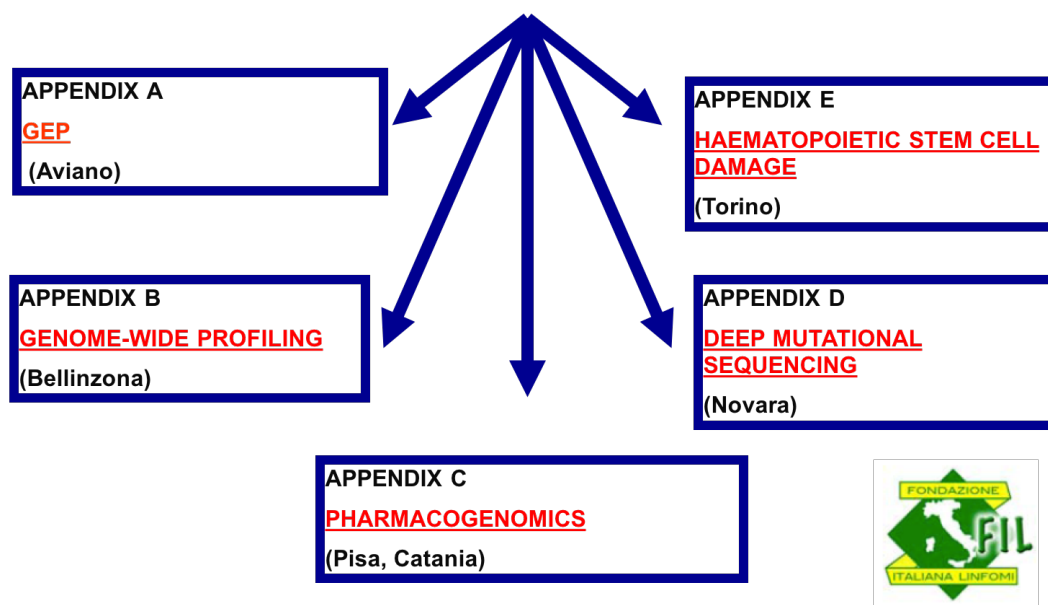 APPENDIX A
GEP
(Aviano)
APPENDIX E
HAEMATOPOIETIC STEM CELL
DAMAGE
(Torino)
APPENDIX B
GENOME-WIDE PROFILING
(Bellinzona)
APPENDIX D
DEEP MUTATIONAL
SEQUENCING
(Novara)
APPENDIX C
PHARMACOGENOMICS
(Pisa, Catania)
FONDAZIONE
FIL
ITALIANA LINFOMI